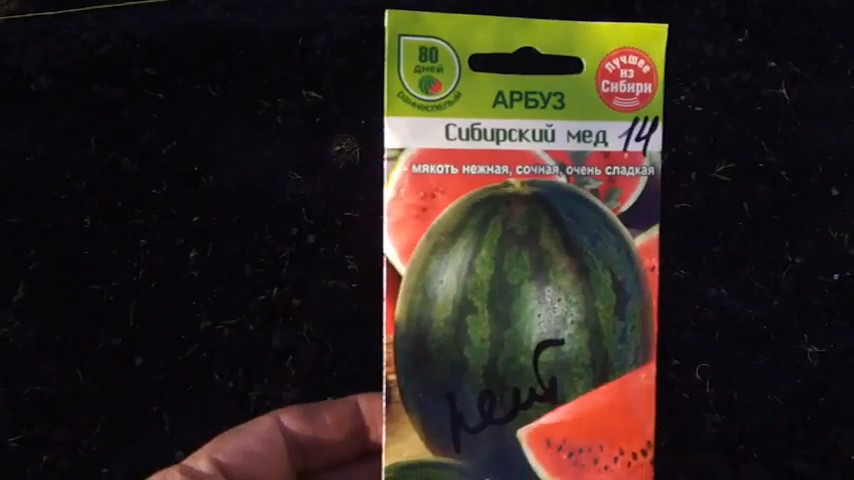 80
дней
раннеспелый
Лучшее
из
Сибири
АРБУЗ
Сибирский мед 14
- МЯКОТЬ НЕЖНАЯ, СОЧНАЯ, ОЧЕНЬ СЛАДКАЯ